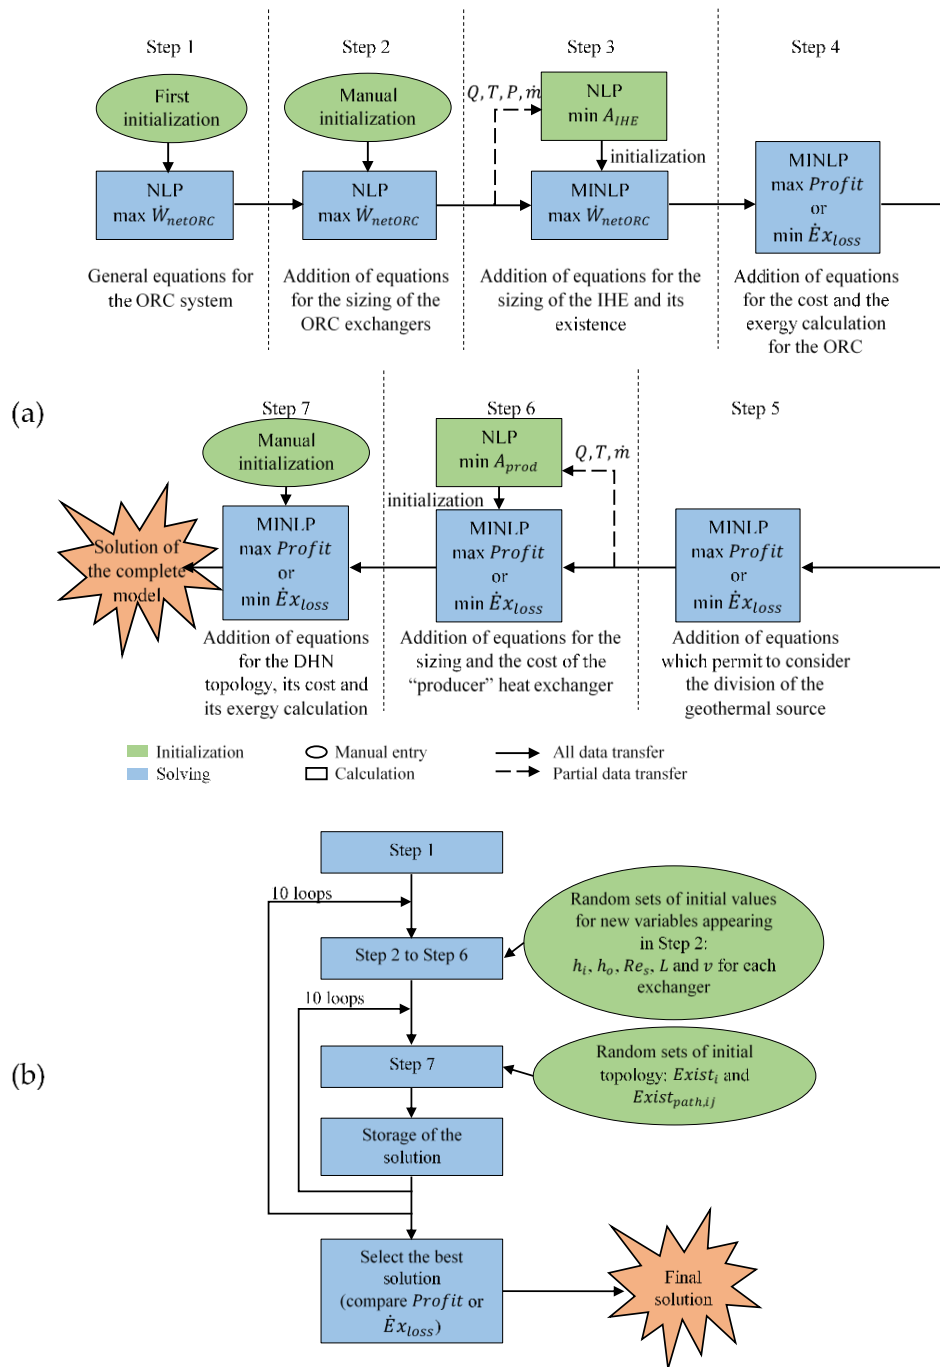 Step 1
Step 2
Step 3
Step 4
First
initialization
Manual
initialization
Q, T, P, ṁ
NLP
min A_IHE
initialization
NLP
max Ẇ_netORC
NLP
max Ẇ_netORC
MINLP
max Ẇ_netORC
MINLP
max Profit
or
min Ėx_loss
General equations for
the ORC system
Addition of equations
for the sizing of the
ORC exchangers
Addition of equations for the
sizing of the IHE and its
existence
Addition of equations
for the cost and the
exergy calculation
for the ORC
(a)
Step 7
Step 6
Step 5
Manual
initialization
NLP
min A_prod
Q, T, ṁ
initialization
Solution of
the complete
model
MINLP
max Profit
or
min Ėx_loss
MINLP
max Profit
or
min Ėx_loss
MINLP
max Profit
or
min Ėx_loss
Addition of equations
for the DHN
topology, its cost and
its exergy calculation
Addition of equations for the
sizing and the cost of the
“producer” heat exchanger
Addition of equations
which permit to consider
the division of the
geothermal source
Initialization
Solving
Manual entry
Calculation
All data transfer
Partial data transfer
(b)
Step 1
10 loops
Step 2 to Step 6
Random sets of initial values
for new variables appearing
in Step 2:
h_i, h_o, Re_s, L and v for each
exchanger
10 loops
Step 7
Random sets of initial
topology: Exist_i and
Exist_path,ij
Storage of the
solution
Select the best
solution
(compare Profit or
Ėx_loss)
Final
solution